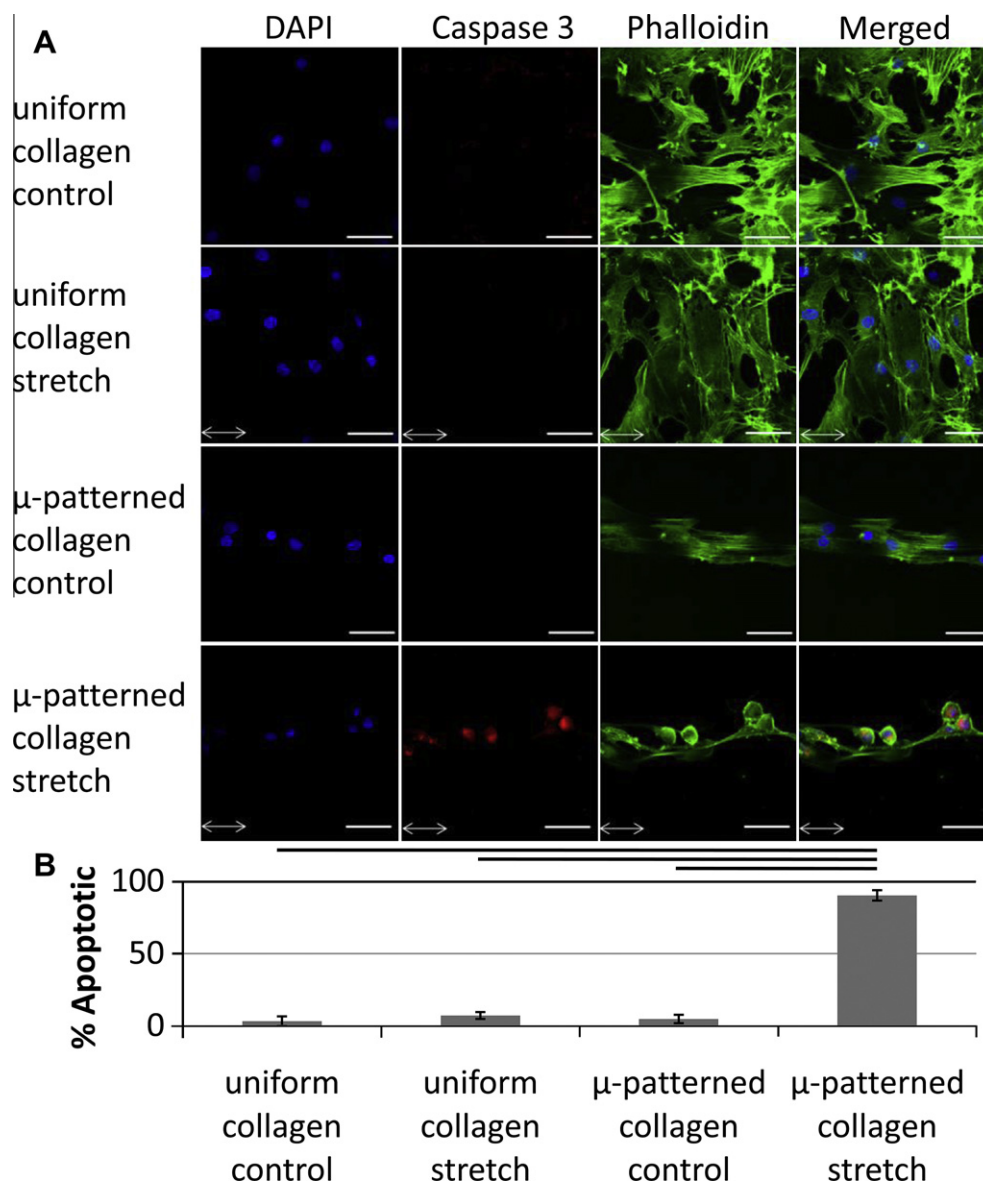 A
DAPI Caspase 3 Phalloidin Merged
uniform
collagen
control
uniform
collagen
stretch
μ-patterned
collagen
control
μ-patterned
collagen
stretch
B
% Apoptotic
100
50
0
uniform collagen control
uniform collagen stretch
μ-patterned collagen control
μ-patterned collagen stretch